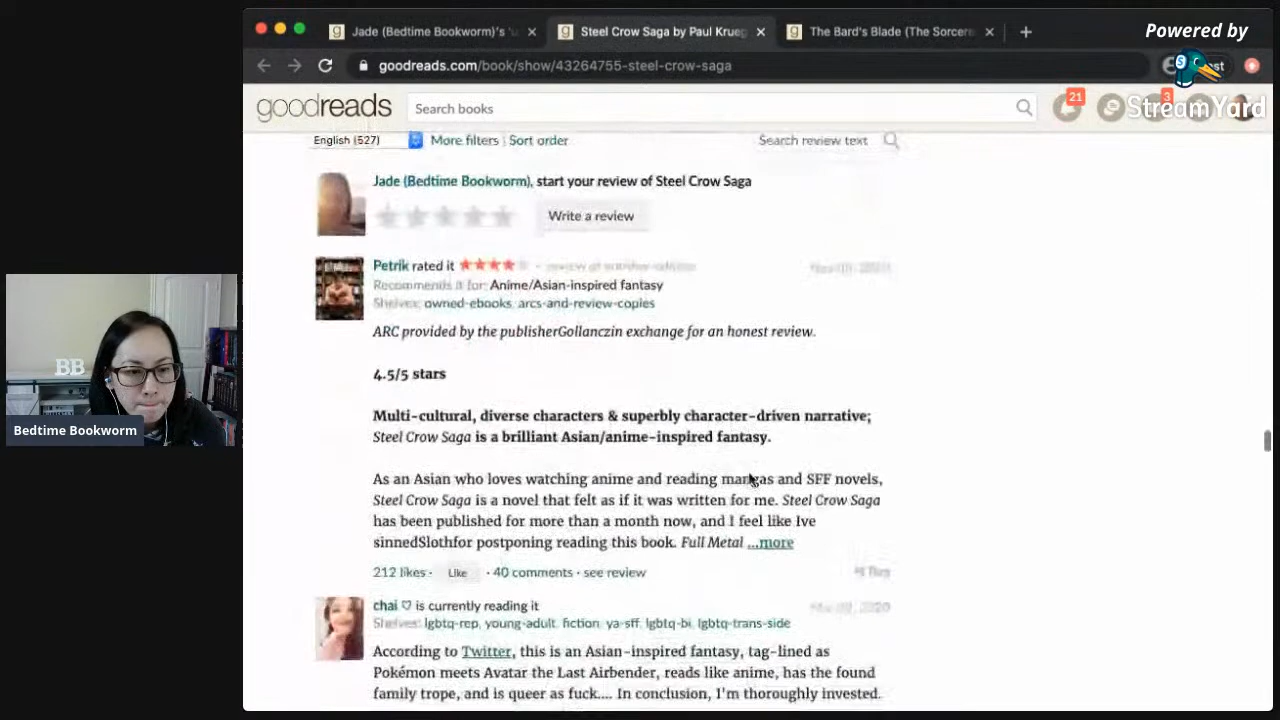 Jade (Bedtime Bookworm)'s
Steel Crow Saga by Paul Krueg
The Bard's Blade (The Sorcere
Powered by
StreamYard
goodreads.com/book/show/43264755-steel-crow-saga
goodreads
Search books
21
3
English (527)
More filters | Sort order
Search review text
Jade (Bedtime Bookworm), start your review of Steel Crow Saga
Write a review
Petrik rated it
Recommends it for: Anime/Asian-inspired fantasy
Shelves: owned-ebooks, arcs-and-review-copies
ARC provided by the publisherGollanczin exchange for an honest review.
4.5/5 stars
Multi-cultural, diverse characters & superbly character-driven narrative;
Steel Crow Saga is a brilliant Asian/anime-inspired fantasy.
As an Asian who loves watching anime and reading mangas and SFF novels,
Steel Crow Saga is a novel that felt as if it was written for me. Steel Crow Saga
has been published for more than a month now, and I feel like Ive
sinnedSlothfor postponing reading this book. Full Metal ...more
212 likes · Like · 40 comments · see review
chai ♡ is currently reading it
Shelves: lgbtq-rep, young-adult, fiction, ya-sff, lgbtq-bi, lgbtq-trans-side
According to Twitter, this is an Asian-inspired fantasy, tag-lined as
Pokémon meets Avatar the Last Airbender, reads like anime, has the found
family trope, and is queer as fuck.... In conclusion, I'm thoroughly invested.
BB
Bedtime Bookworm